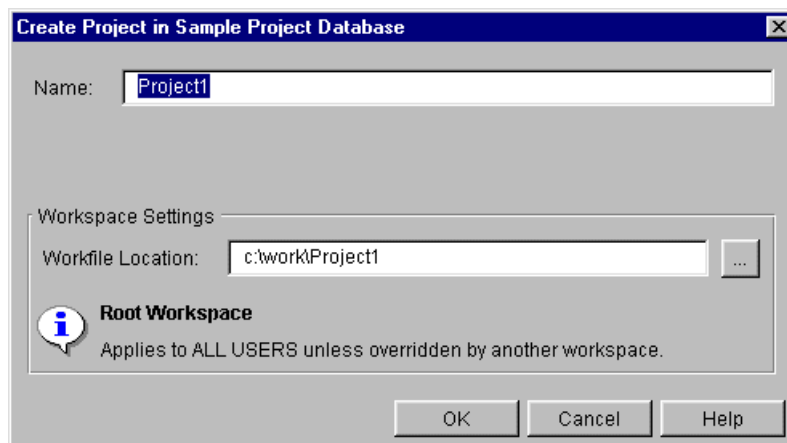 Create Project in Sample Project Database
Name: Project1
Workspace Settings
Workfile Location: c:\work\Project1 ...
Root Workspace
Applies to ALL USERS unless overridden by another workspace.
OK Cancel Help